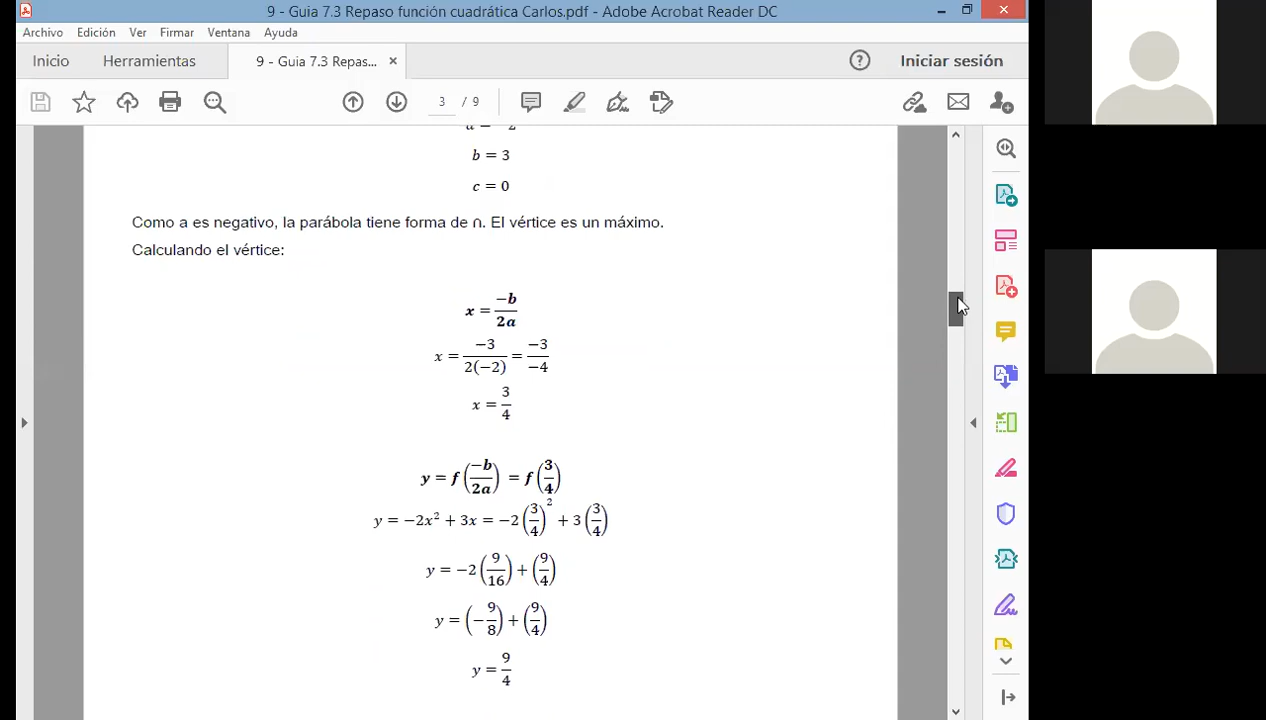 9 - Guia 7.3 Repaso función cuadrática Carlos.pdf - Adobe Acrobat Reader DC
Archivo Edición Ver Firmar Ventana Ayuda
Inicio Herramientas 9 - Guia 7.3 Repas... × Iniciar sesión
3 / 9
a = −2
b = 3
c = 0
Como a es negativo, la parábola tiene forma de ∩. El vértice es un máximo.
Calculando el vértice:
x = −b/2a
x = −3/2(−2) = −3/−4
x = 3/4
y = f(−b/2a) = f(3/4)
y = −2x² + 3x = −2(3/4)² + 3(3/4)
y = −2(9/16) + (9/4)
y = (−9/8) + (9/4)
y = 9/4